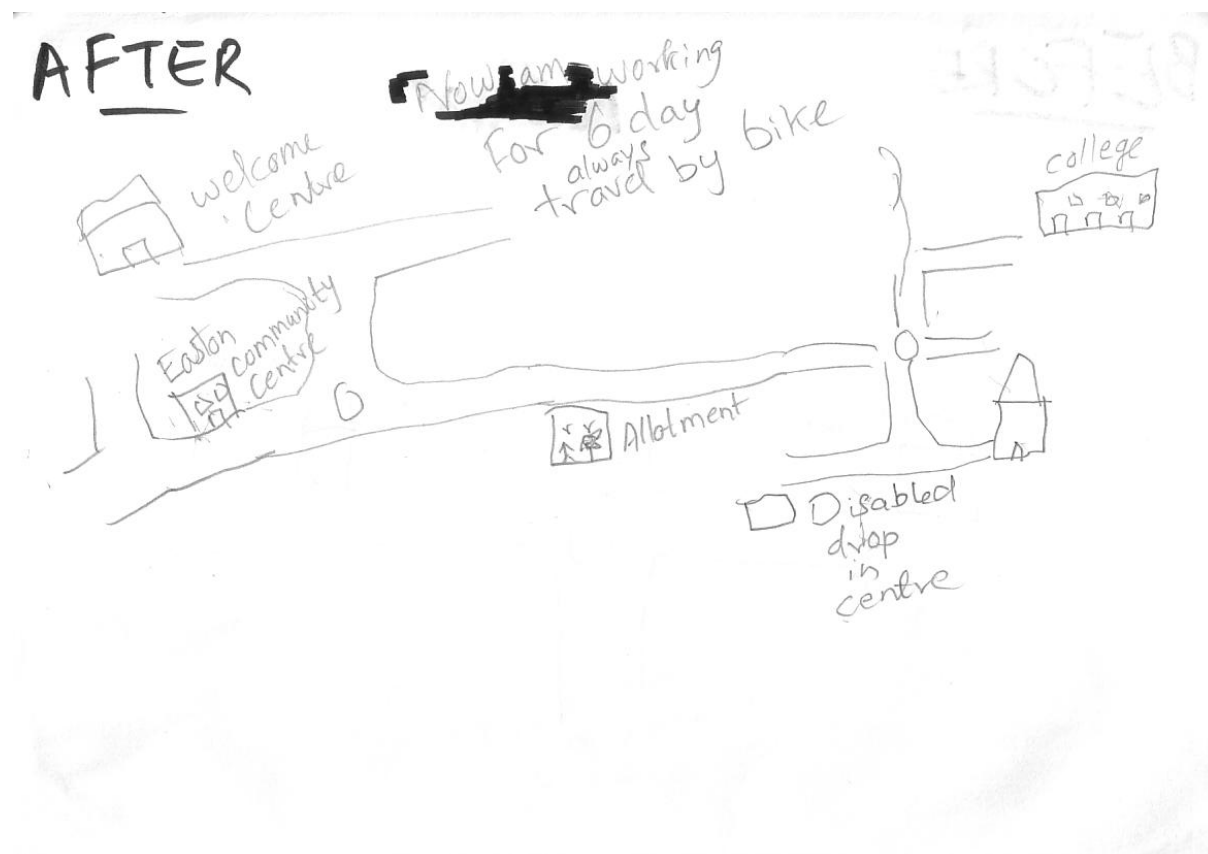 AFTER
Now am working
For 6 day
always
travel by bike
welcome
centre
college
Easton
community
centre
Allotment
Disabled
drop
in
centre